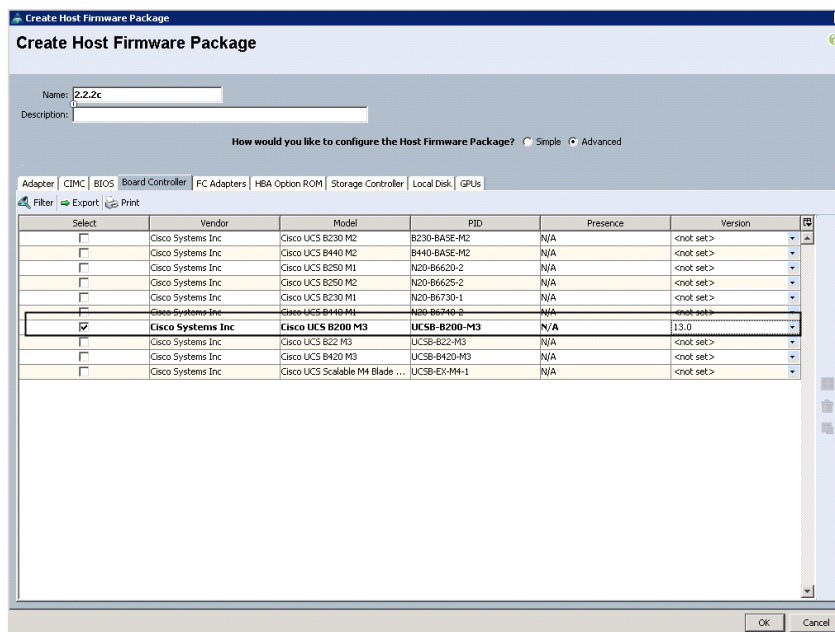 Create Host Firmware Package
Create Host Firmware Package
Name: 2.2.2c
Description:
How would you like to configure the Host Firmware Package? Simple Advanced
Adapter CIMC BIOS Board Controller FC Adapters HBA Option ROM Storage Controller Local Disk GPUs
Filter Export Print
Select Vendor Model PID Presence Version
Cisco Systems Inc Cisco UCS B230 M2 B230-BASE-M2 N/A <not set>
Cisco Systems Inc Cisco UCS B440 M2 B440-BASE-M2 N/A <not set>
Cisco Systems Inc Cisco UCS B250 M1 N20-B6620-2 N/A <not set>
Cisco Systems Inc Cisco UCS B250 M2 N20-B6625-2 N/A <not set>
Cisco Systems Inc Cisco UCS B230 M1 N20-B6730-1 N/A <not set>
Cisco Systems Inc Cisco UCS B440 M1 N20-B6740-2 N/A <not set>
Cisco Systems Inc Cisco UCS B200 M3 UCSB-B200-M3 N/A 13.0
Cisco Systems Inc Cisco UCS B22 M3 UCSB-B22-M3 N/A <not set>
Cisco Systems Inc Cisco UCS B420 M3 UCSB-B420-M3 N/A <not set>
Cisco Systems Inc Cisco UCS Scalable M4 Blade ... UCSB-EX-M4-1 N/A <not set>
OK Cancel